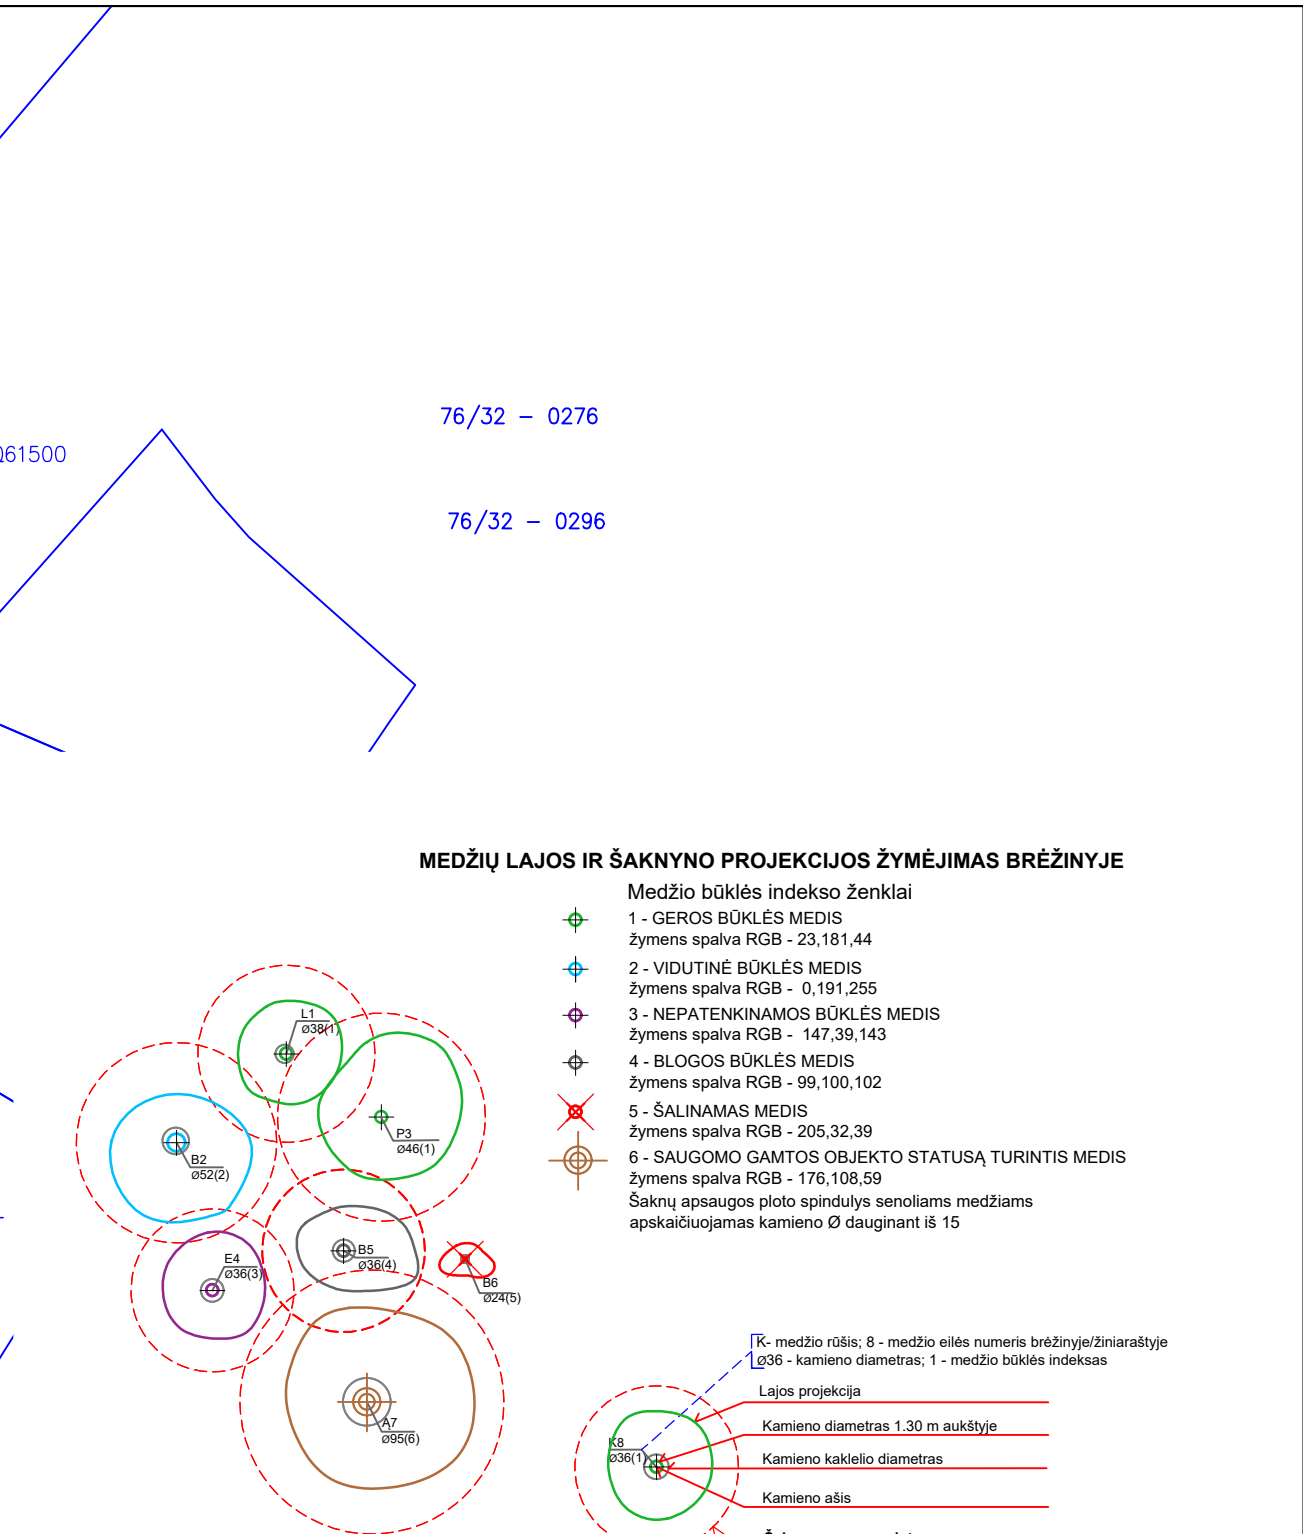 76/32 – 0276
61500
76/32 – 0296
MEDŽIŲ LAJOS IR ŠAKNYNO PROJEKCIJOS ŽYMĖJIMAS BRĖŽINYJE
Medžio būklės indekso ženklai
1 - GEROS BŪKLĖS MEDIS
žymens spalva RGB - 23,181,44
2 - VIDUTINĖ BŪKLĖS MEDIS
žymens spalva RGB - 0,191,255
3 - NEPATENKINAMOS BŪKLĖS MEDIS
žymens spalva RGB - 147,39,143
4 - BLOGOS BŪKLĖS MEDIS
žymens spalva RGB - 99,100,102
5 - ŠALINAMAS MEDIS
žymens spalva RGB - 205,32,39
6 - SAUGOMO GAMTOS OBJEKTO STATUSĄ TURINTIS MEDIS
žymens spalva RGB - 176,108,59
Šaknų apsaugos ploto spindulys senoliams medžiams
apskaičiuojamas kamieno Ø dauginant iš 15
L1
Ø38(1)
P3
Ø46(1)
B2
Ø52(2)
B5
Ø36(4)
E4
Ø36(3)
B6
Ø24(5)
A7
Ø95(6)
K- medžio rūšis; 8 - medžio eilės numeris brėžinyje/žiniaraštyje
Ø36 - kamieno diametras; 1 - medžio būklės indeksas
Lajos projekcija
Kamieno diametras 1.30 m aukštyje
K8
Ø36(1)
Kamieno kaklelio diametras
Kamieno ašis